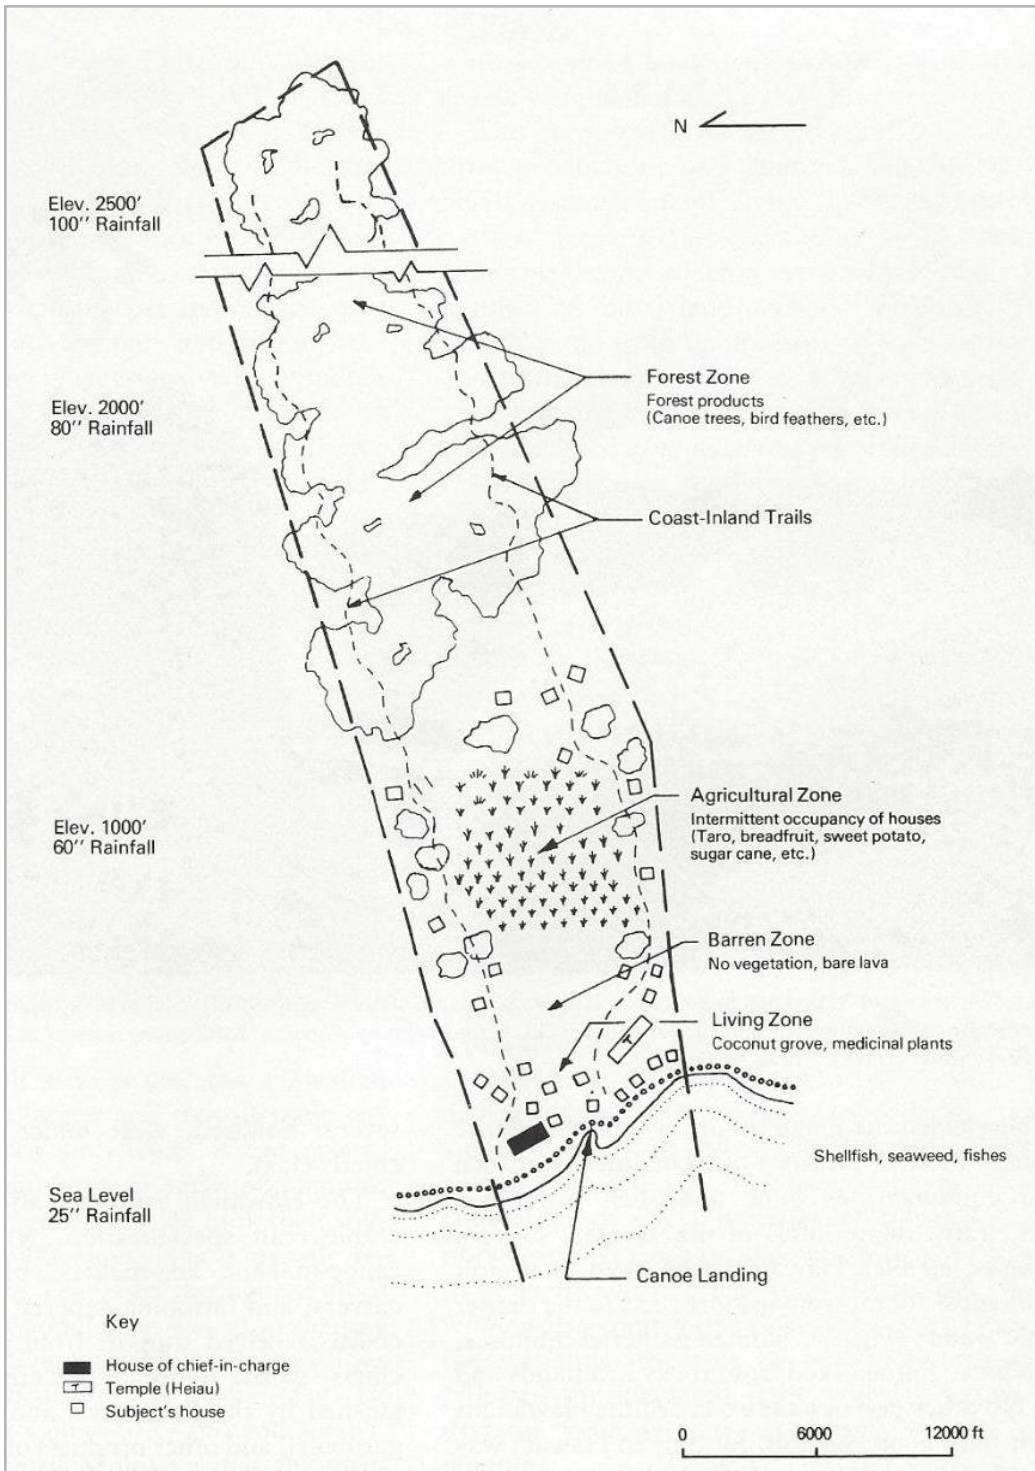 N
Elev. 2500'
100'' Rainfall
Forest Zone
Forest products
(Canoe trees, bird feathers, etc.)
Elev. 2000'
80'' Rainfall
Coast-Inland Trails
Agricultural Zone
Intermittent occupancy of houses
(Taro, breadfruit, sweet potato,
sugar cane, etc.)
Elev. 1000'
60'' Rainfall
Barren Zone
No vegetation, bare lava
Living Zone
Coconut grove, medicinal plants
Shellfish, seaweed, fishes
Sea Level
25'' Rainfall
Canoe Landing
Key
House of chief-in-charge
Temple (Heiau)
Subject's house
0 6000 12000 ft